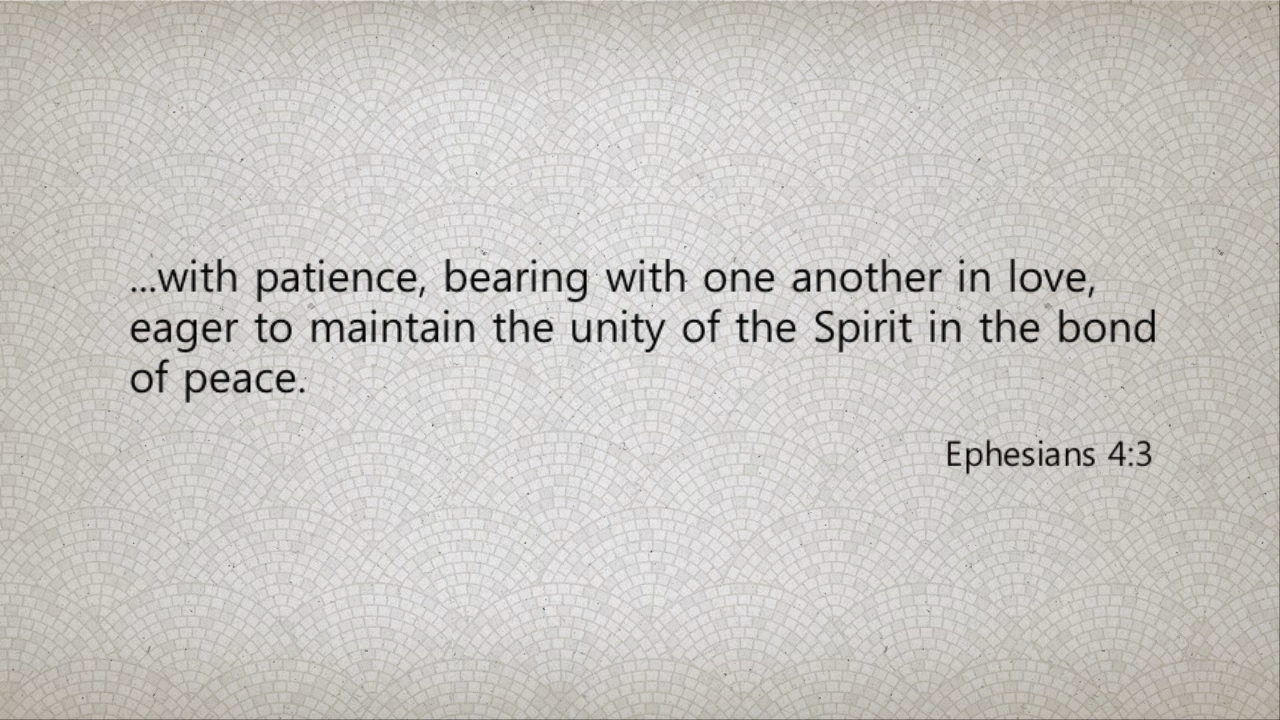 ...with patience, bearing with one another in love,
eager to maintain the unity of the Spirit in the bond
of peace.
Ephesians 4:3